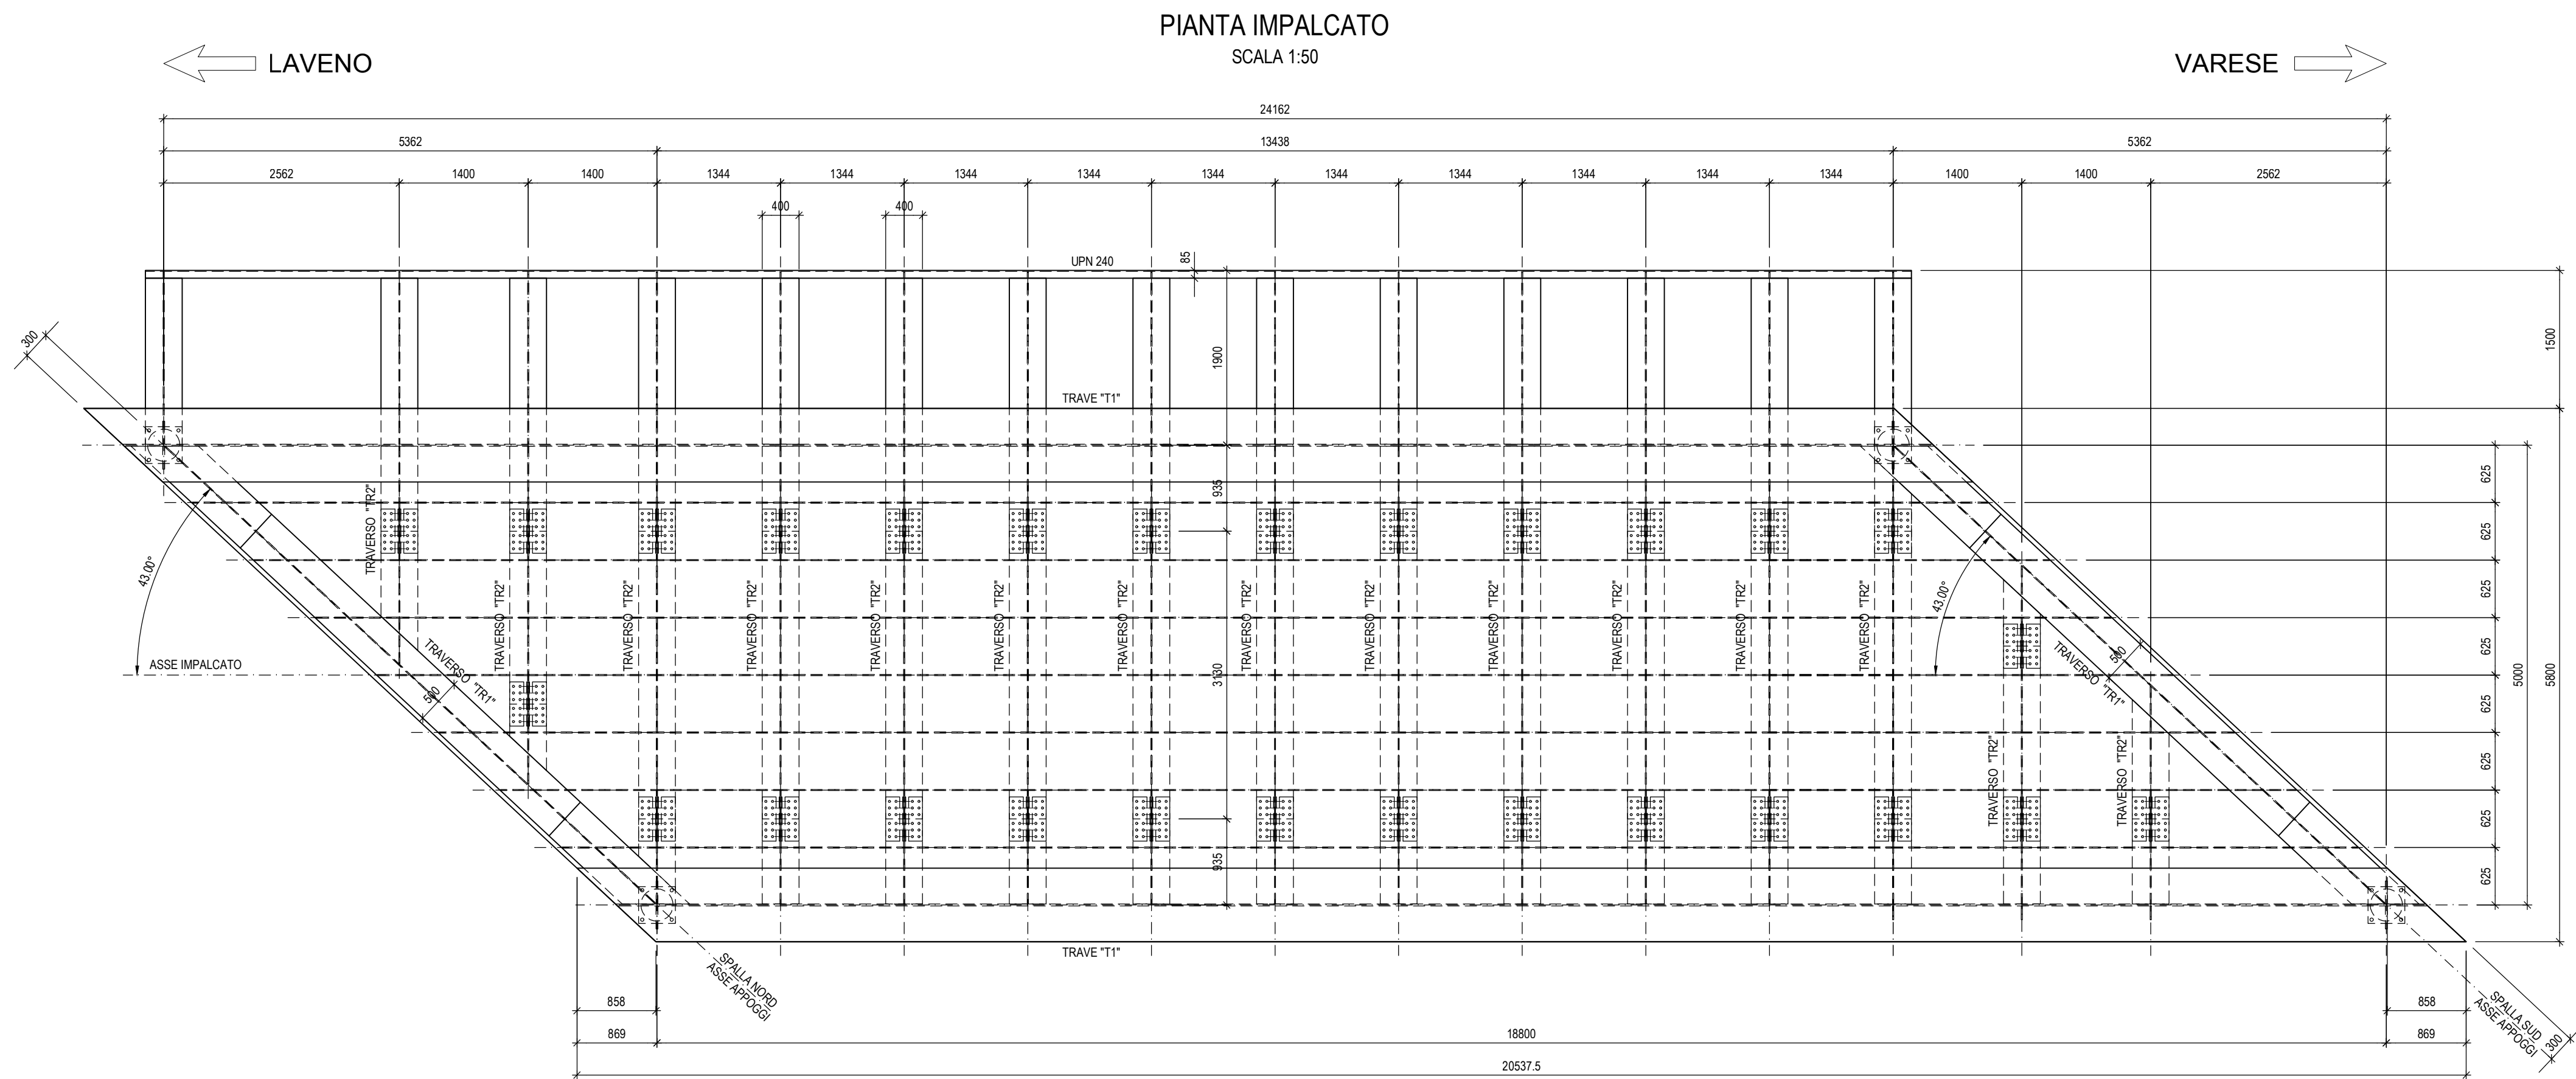 PIANTA IMPALCATO
SCALA 1:50
LAVENO
VARESE
24162
5362
13438
5362
2562
1400
1400
1344
1344
1344
1344
1344
1344
1344
1344
1344
1344
1400
1400
2562
400
400
UPN 240
85
300
1900
1500
TRAVE "T1"
935
625
TRAVERSO "TR2"
625
43.00°
43.00°
TRAVERSO "TR2"
TRAVERSO "TR2"
TRAVERSO "TR2"
TRAVERSO "TR2"
TRAVERSO "TR2"
TRAVERSO "TR2"
TRAVERSO "TR2"
TRAVERSO "TR2"
TRAVERSO "TR2"
TRAVERSO "TR2"
TRAVERSO "TR2"
TRAVERSO "TR2"
625
625
ASSE IMPALCATO
TRAVERSO "TR1"
500
3130
TRAVERSO "TR1"
500
5000
5800
625
625
TRAVERSO "TR2"
TRAVERSO "TR2"
625
935
625
TRAVE "T1"
SPALLA NORD
ASSE APPOGGI
SPALLA SUD
ASSE APPOGGI
300
858
858
869
18800
869
20537.5